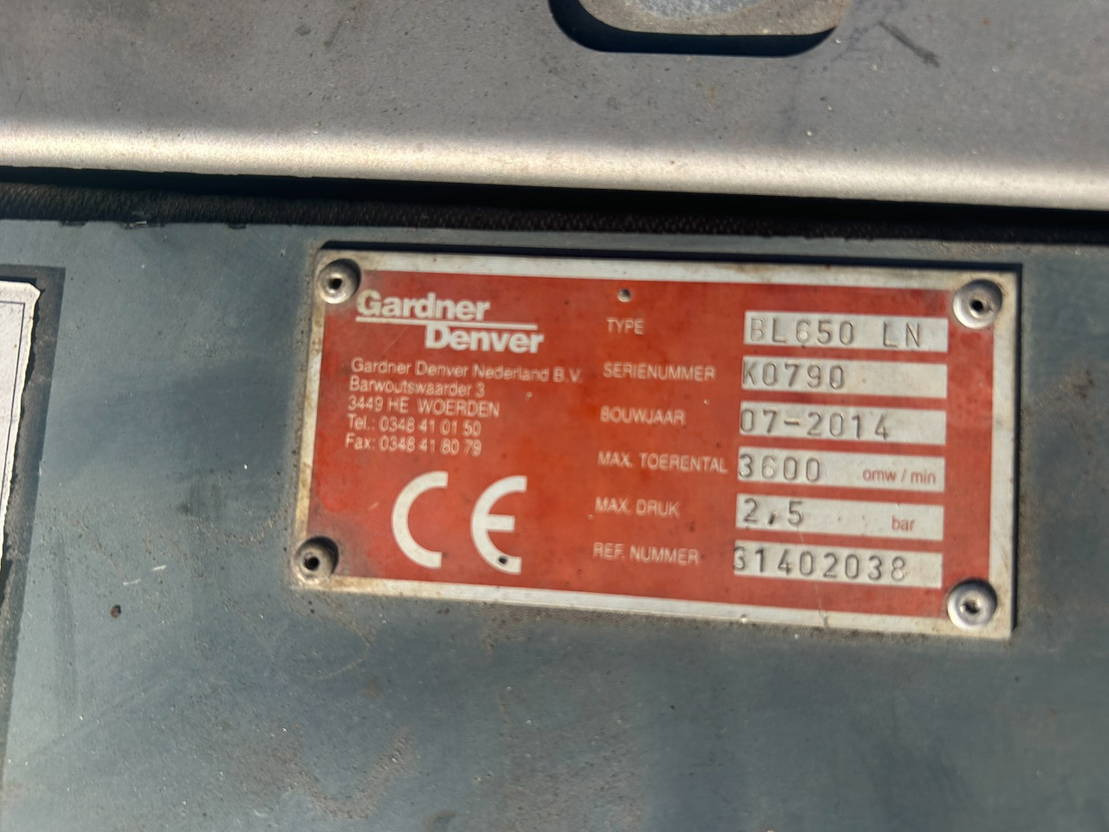 Gardner
Denver
Gardner Denver Nederland B.V.
Barwoutswaarder 3
3449 HE WOERDEN
Tel.: 0348 41 01 50
Fax: 0348 41 80 79
CE
TYPE BL650 LN
SERIENUMMER K0790
BOUWJAAR 07-2014
MAX. TOERENTAL 3600 omw/min
MAX. DRUK 2,5 bar
REF. NUMMER 31402038